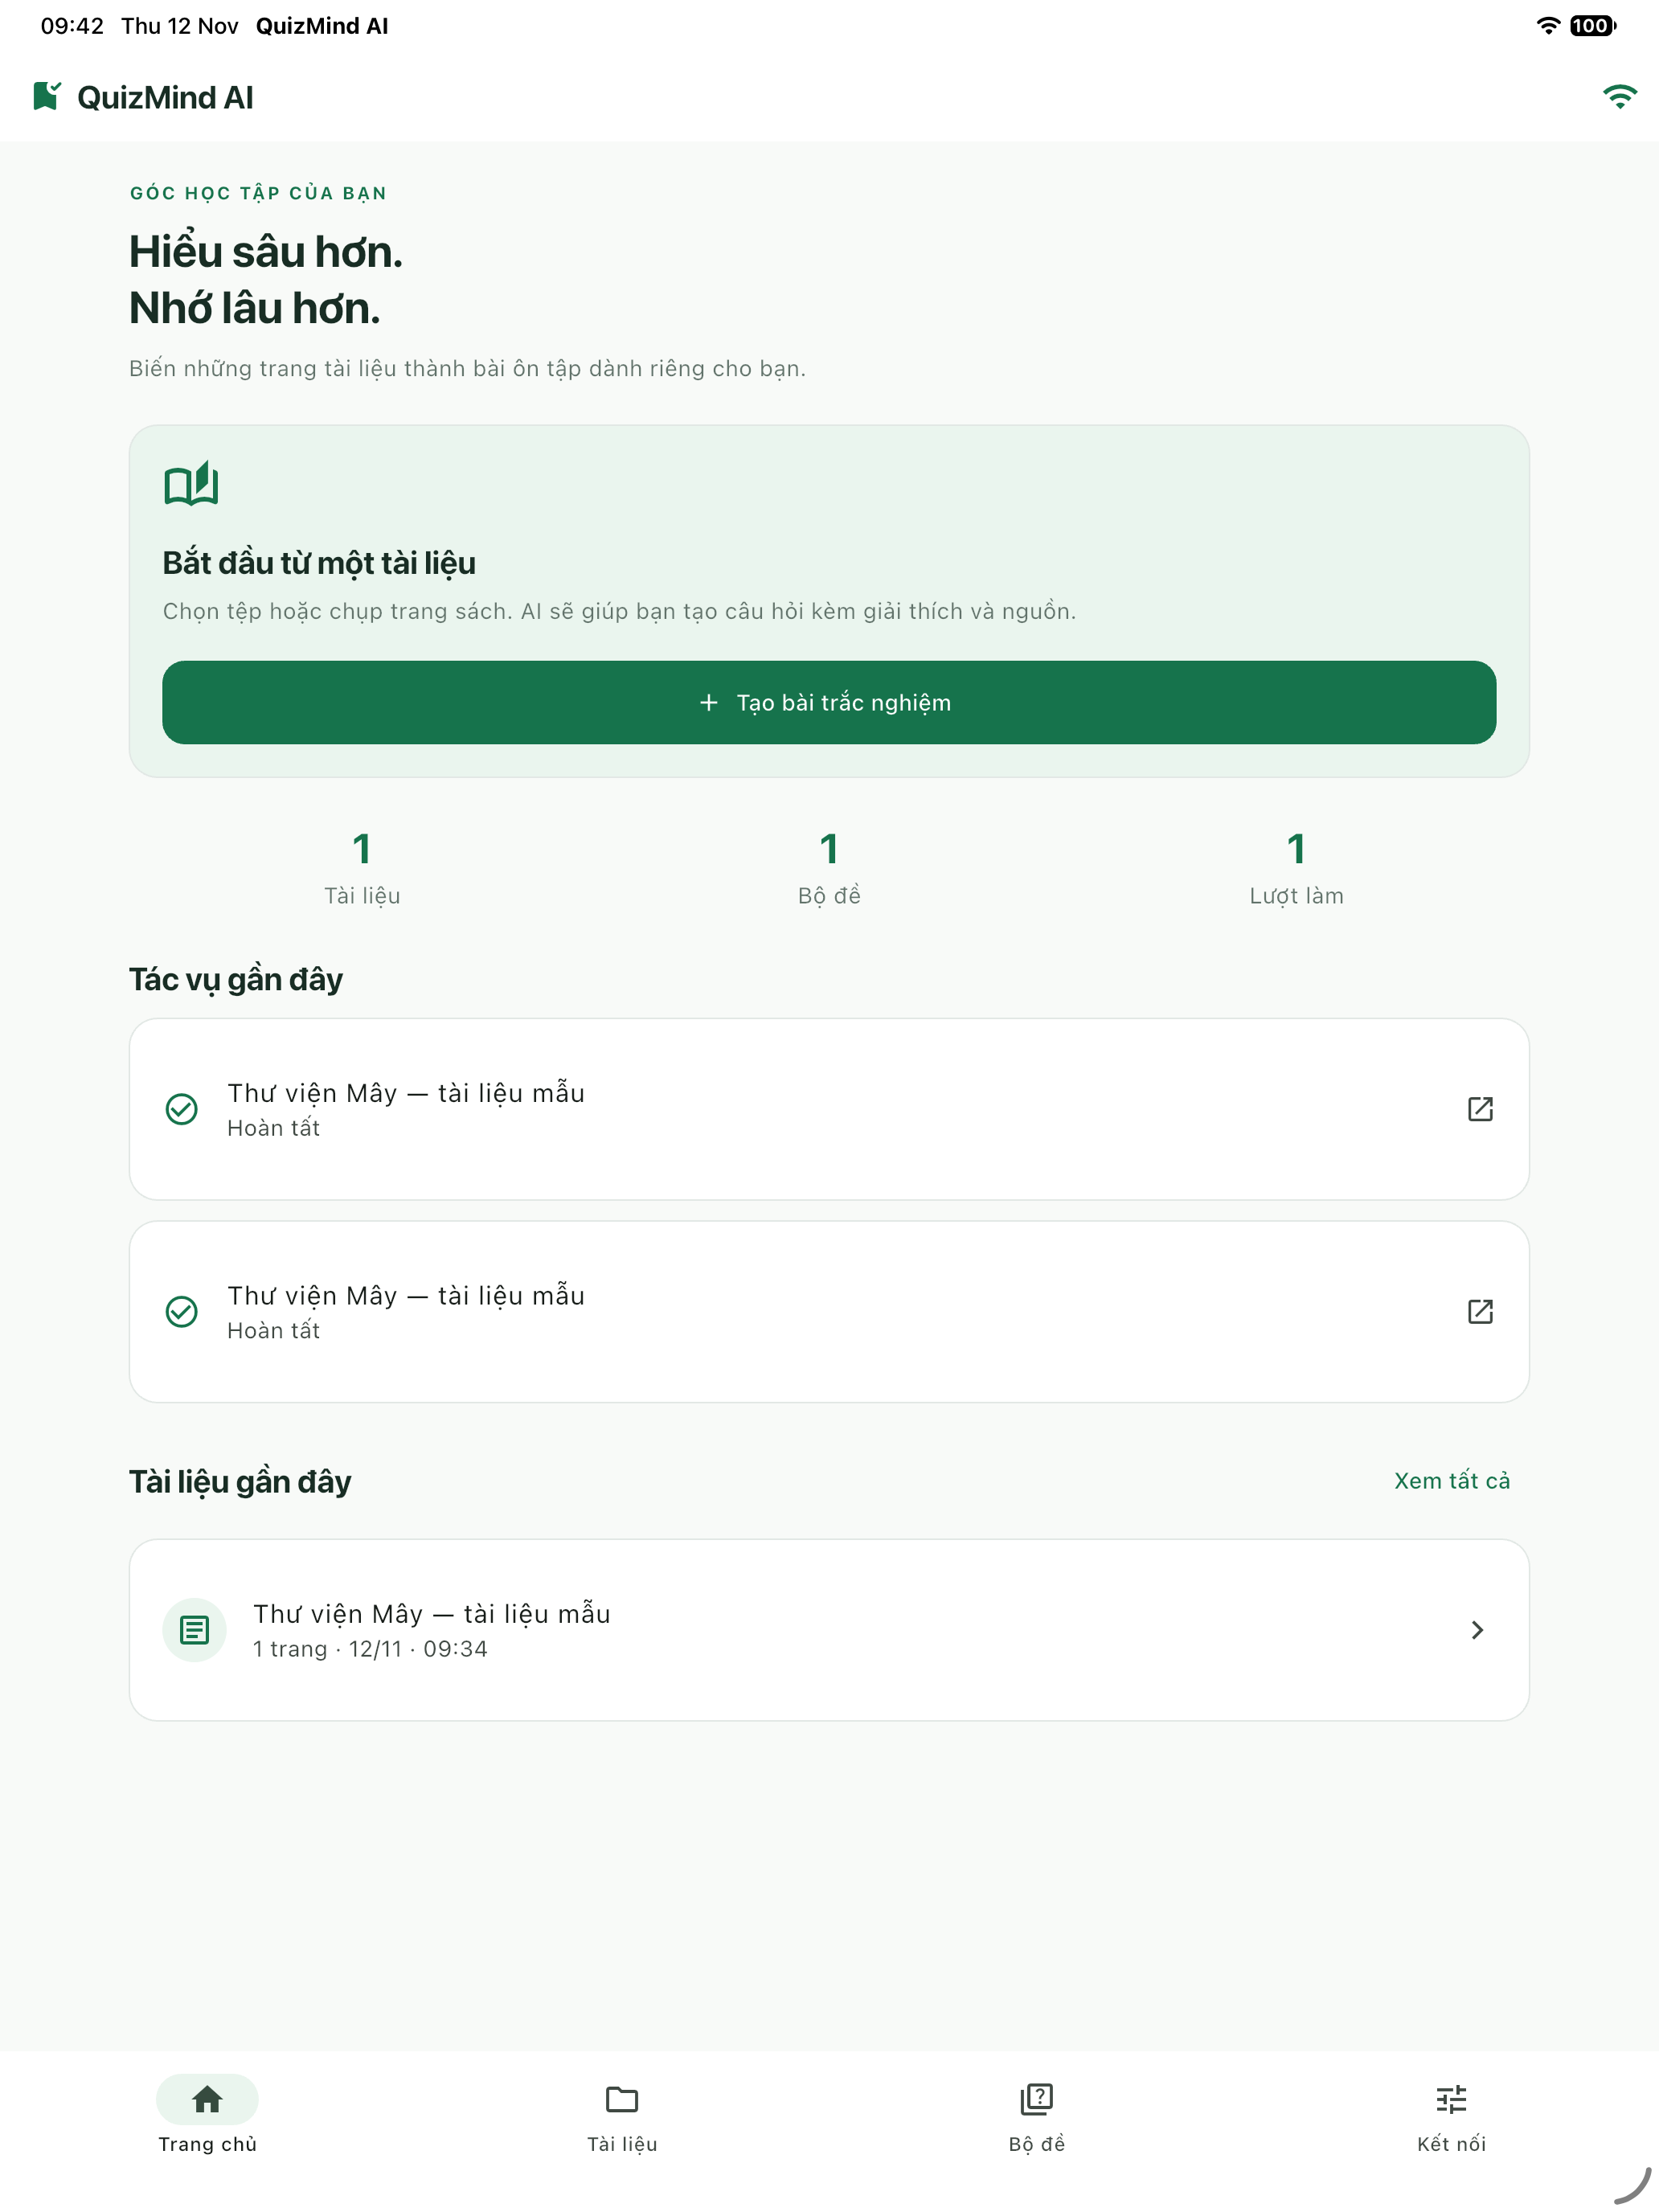 09:42 Thu 12 Nov QuizMind AI
100
QuizMind AI
GÓC HỌC TẬP CỦA BẠN
Hiểu sâu hơn.
Nhớ lâu hơn.
Biến những trang tài liệu thành bài ôn tập dành riêng cho bạn.
Bắt đầu từ một tài liệu
Chọn tệp hoặc chụp trang sách. AI sẽ giúp bạn tạo câu hỏi kèm giải thích và nguồn.
+ Tạo bài trắc nghiệm
1 1 1
Tài liệu Bộ đề Lượt làm
Tác vụ gần đây
Thư viện Mây — tài liệu mẫu
Hoàn tất
Thư viện Mây — tài liệu mẫu
Hoàn tất
Tài liệu gần đây Xem tất cả
Thư viện Mây — tài liệu mẫu
1 trang · 12/11 · 09:34
Trang chủ Tài liệu Bộ đề Kết nối